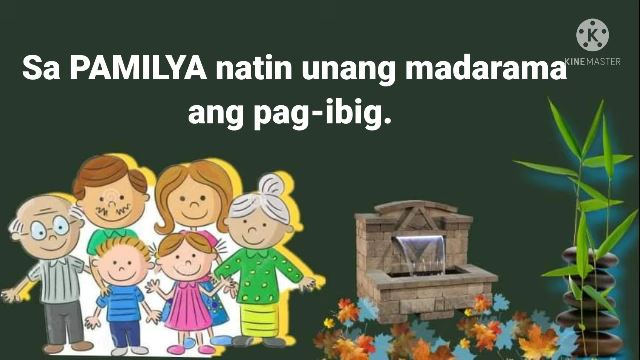 Sa PAMILYA natin unang madarama
ang pag-ibig.
K
KINEMASTER